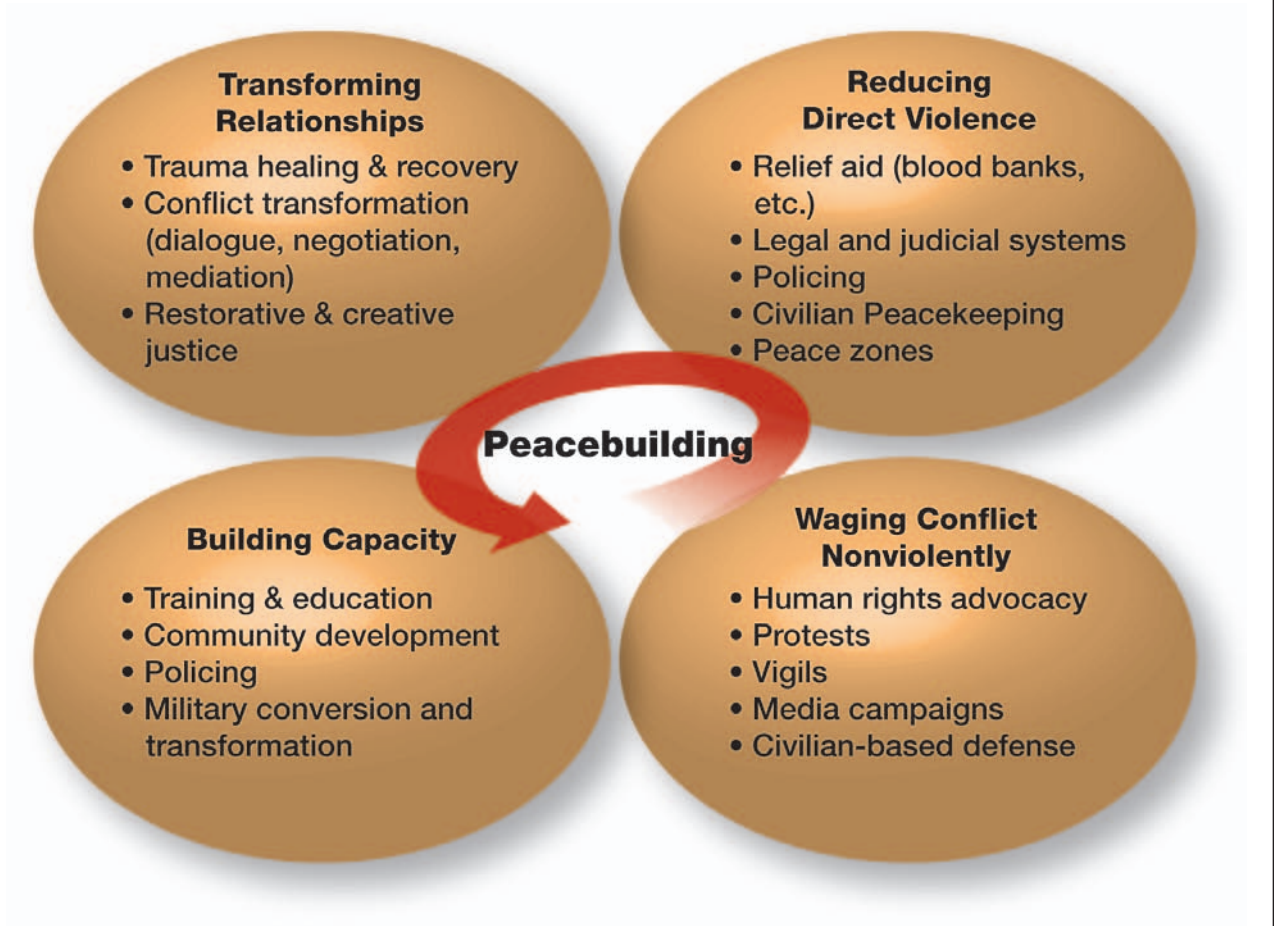 Transforming
Relationships
• Trauma healing & recovery
• Conflict transformation
(dialogue, negotiation,
mediation)
• Restorative & creative
justice
Reducing
Direct Violence
• Relief aid (blood banks,
etc.)
• Legal and judicial systems
• Policing
• Civilian Peacekeeping
• Peace zones
Peacebuilding
Building Capacity
• Training & education
• Community development
• Policing
• Military conversion and
transformation
Waging Conflict
Nonviolently
• Human rights advocacy
• Protests
• Vigils
• Media campaigns
• Civilian-based defense